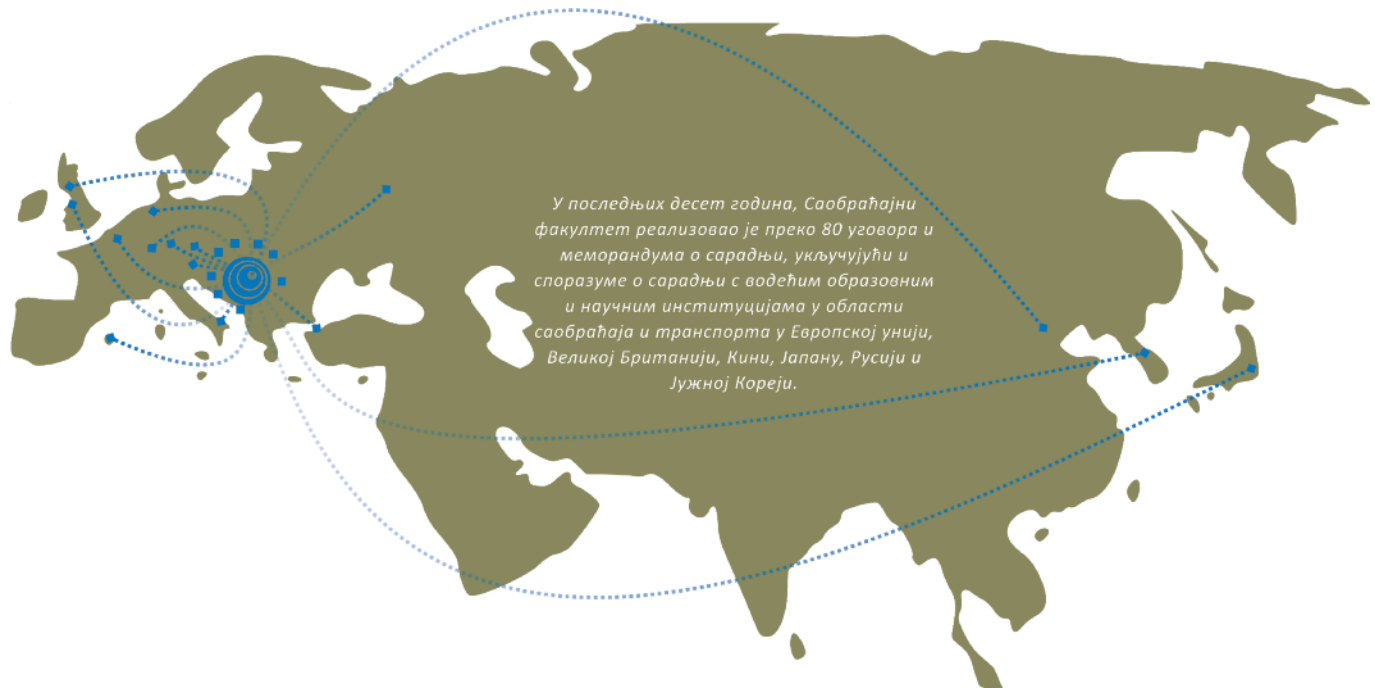 У последњих десет година, Саобраћајни
факултет реализовао је преко 80 уговора и
меморандума о сарадњи, укључујући и
споразуме о сарадњи с водећим образовним
и научним институцијама у области
саобраћаја и транспорта у Европској унији,
Великој Британији, Кини, Јапану, Русији и
Јужној Кореји.